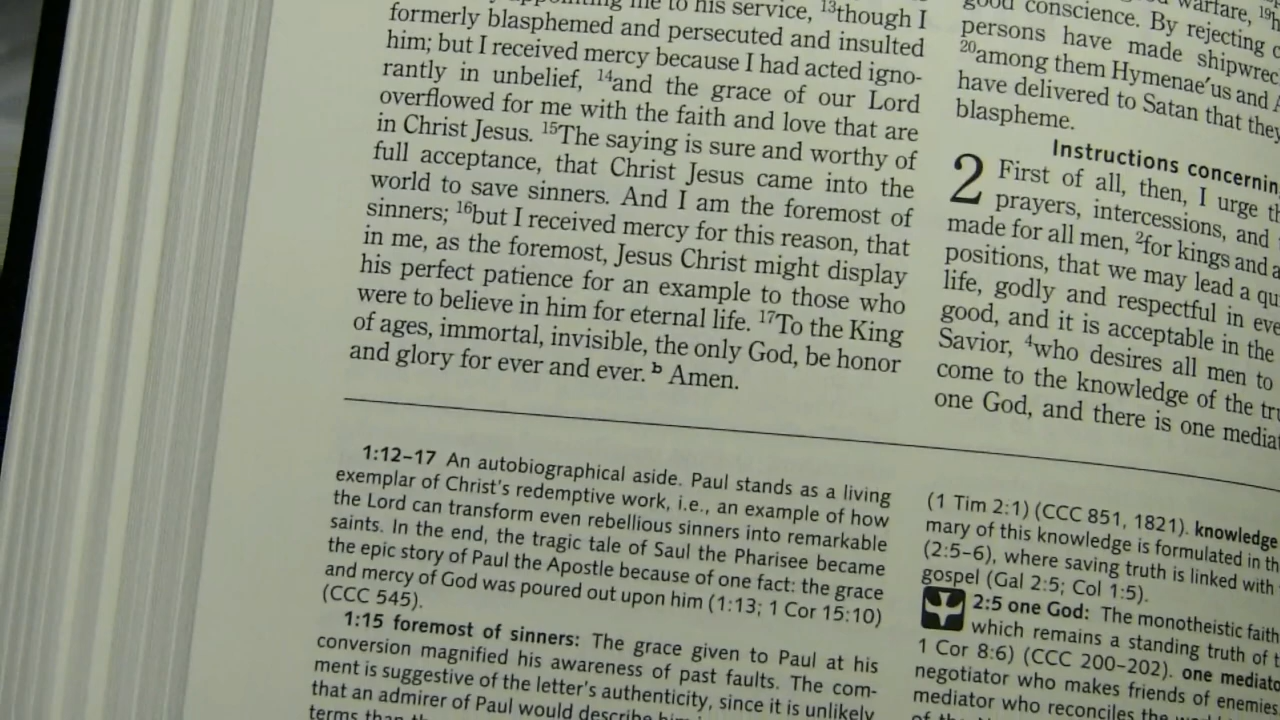 me to his service, 13though I
formerly blasphemed and persecuted and insulted
him; but I received mercy because I had acted igno-
rantly in unbelief, 14and the grace of our Lord
overflowed for me with the faith and love that are
in Christ Jesus. 15The saying is sure and worthy of
full acceptance, that Christ Jesus came into the
world to save sinners. And I am the foremost of
sinners; 16but I received mercy for this reason, that
in me, as the foremost, Jesus Christ might display
his perfect patience for an example to those who
were to believe in him for eternal life. 17To the King
of ages, immortal, invisible, the only God, be honor
and glory for ever and ever. b Amen.
good conscience. By rejecting
persons have made shipwrec
20among them Hymenae′us and A
have delivered to Satan that they
blaspheme.
Instructions concernin
2 First of all, then, I urge th
prayers, intercessions, and
made for all men, 2for kings and a
positions, that we may lead a qu
life, godly and respectful in eve
good, and it is acceptable in the
Savior, 4who desires all men to
come to the knowledge of the tru
one God, and there is one mediat
1:12–17 An autobiographical aside. Paul stands as a living
exemplar of Christ's redemptive work, i.e., an example of how
the Lord can transform even rebellious sinners into remarkable
saints. In the end, the tragic tale of Saul the Pharisee became
the epic story of Paul the Apostle because of one fact: the grace
and mercy of God was poured out upon him (1:13; 1 Cor 15:10)
(CCC 545).
1:15 foremost of sinners: The grace given to Paul at his
conversion magnified his awareness of past faults. The com-
ment is suggestive of the letter's authenticity, since it is unlikely
that an admirer of Paul would describe him
terms than
(1 Tim 2:1) (CCC 851, 1821). knowledge
mary of this knowledge is formulated in th
(2:5–6), where saving truth is linked with
gospel (Gal 2:5; Col 1:5).
2:5 one God: The monotheistic faith
which remains a standing truth of t
1 Cor 8:6) (CCC 200–202). one mediato
negotiator who makes friends of enemies
mediator who reconciles the
of the